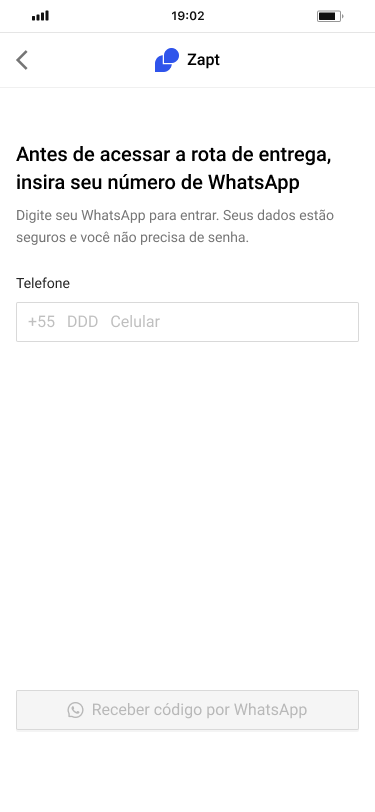 19:02
Zapt
Antes de acessar a rota de entrega,
insira seu número de WhatsApp
Digite seu WhatsApp para entrar. Seus dados estão
seguros e você não precisa de senha.
Telefone
+55 DDD Celular
Receber código por WhatsApp